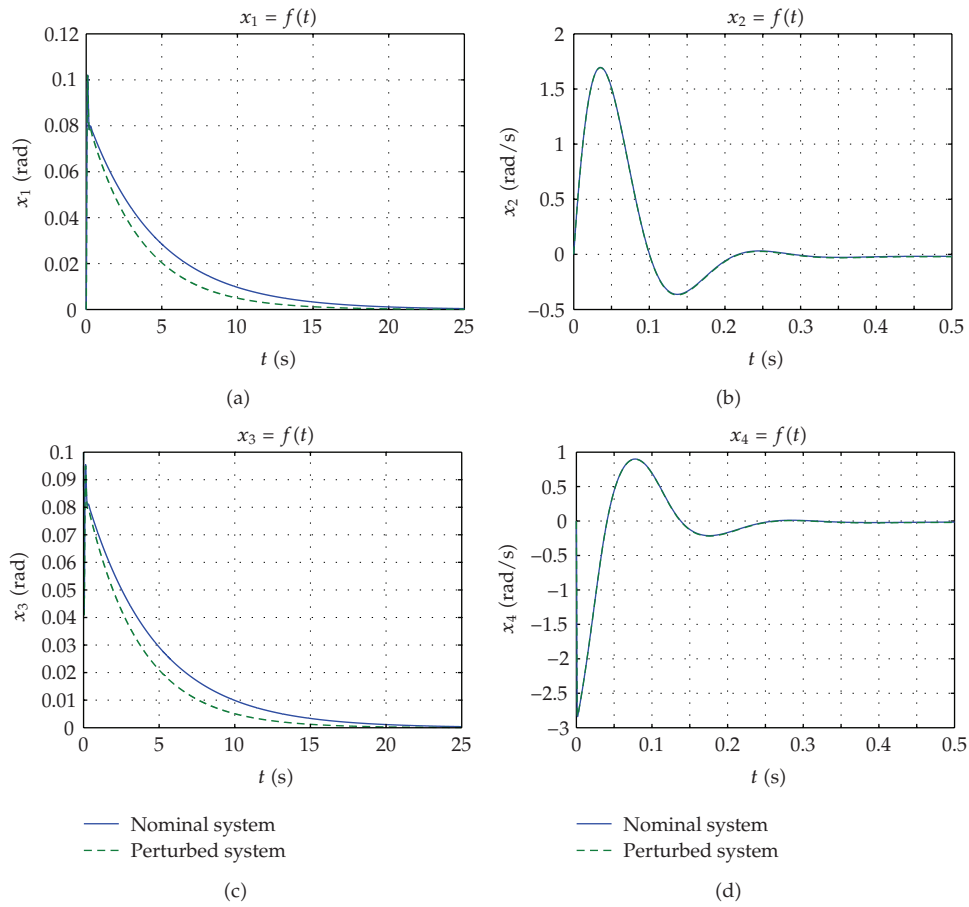 x₁ = f(t)
0.12
0.1
0.08
0.06
0.04
0.02
0
x₁ (rad)
0 5 10 15 20 25
t (s)
(a)
x₂ = f(t)
2
1.5
1
0.5
0
−0.5
x₂ (rad/s)
0 0.1 0.2 0.3 0.4 0.5
t (s)
(b)
x₃ = f(t)
0.1
0.09
0.08
0.07
0.06
0.05
0.04
0.03
0.02
0.01
0
x₃ (rad)
0 5 10 15 20 25
t (s)
Nominal system
Perturbed system
(c)
x₄ = f(t)
1
0.5
0
−0.5
−1
−1.5
−2
−2.5
−3
x₄ (rad/s)
0 0.1 0.2 0.3 0.4 0.5
t (s)
Nominal system
Perturbed system
(d)